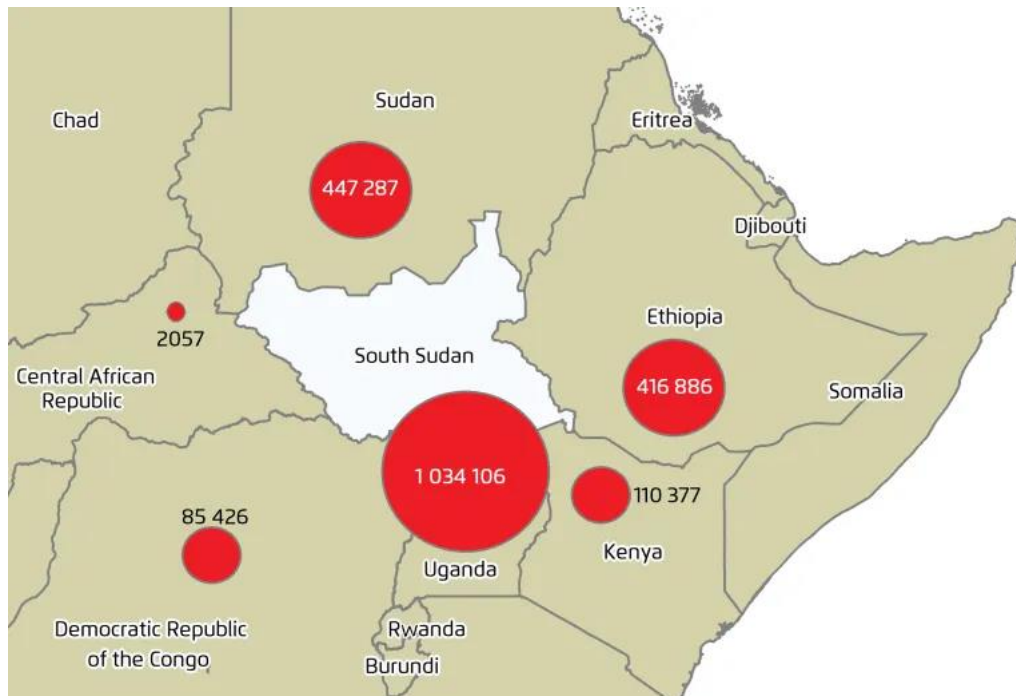 Sudan
Chad
Eritrea
447 287
Djibouti
Ethiopia
2057
South Sudan
Central African
Republic
416 886
Somalia
1 034 106
110 377
85 426
Kenya
Uganda
Democratic Republic
of the Congo
Rwanda
Burundi